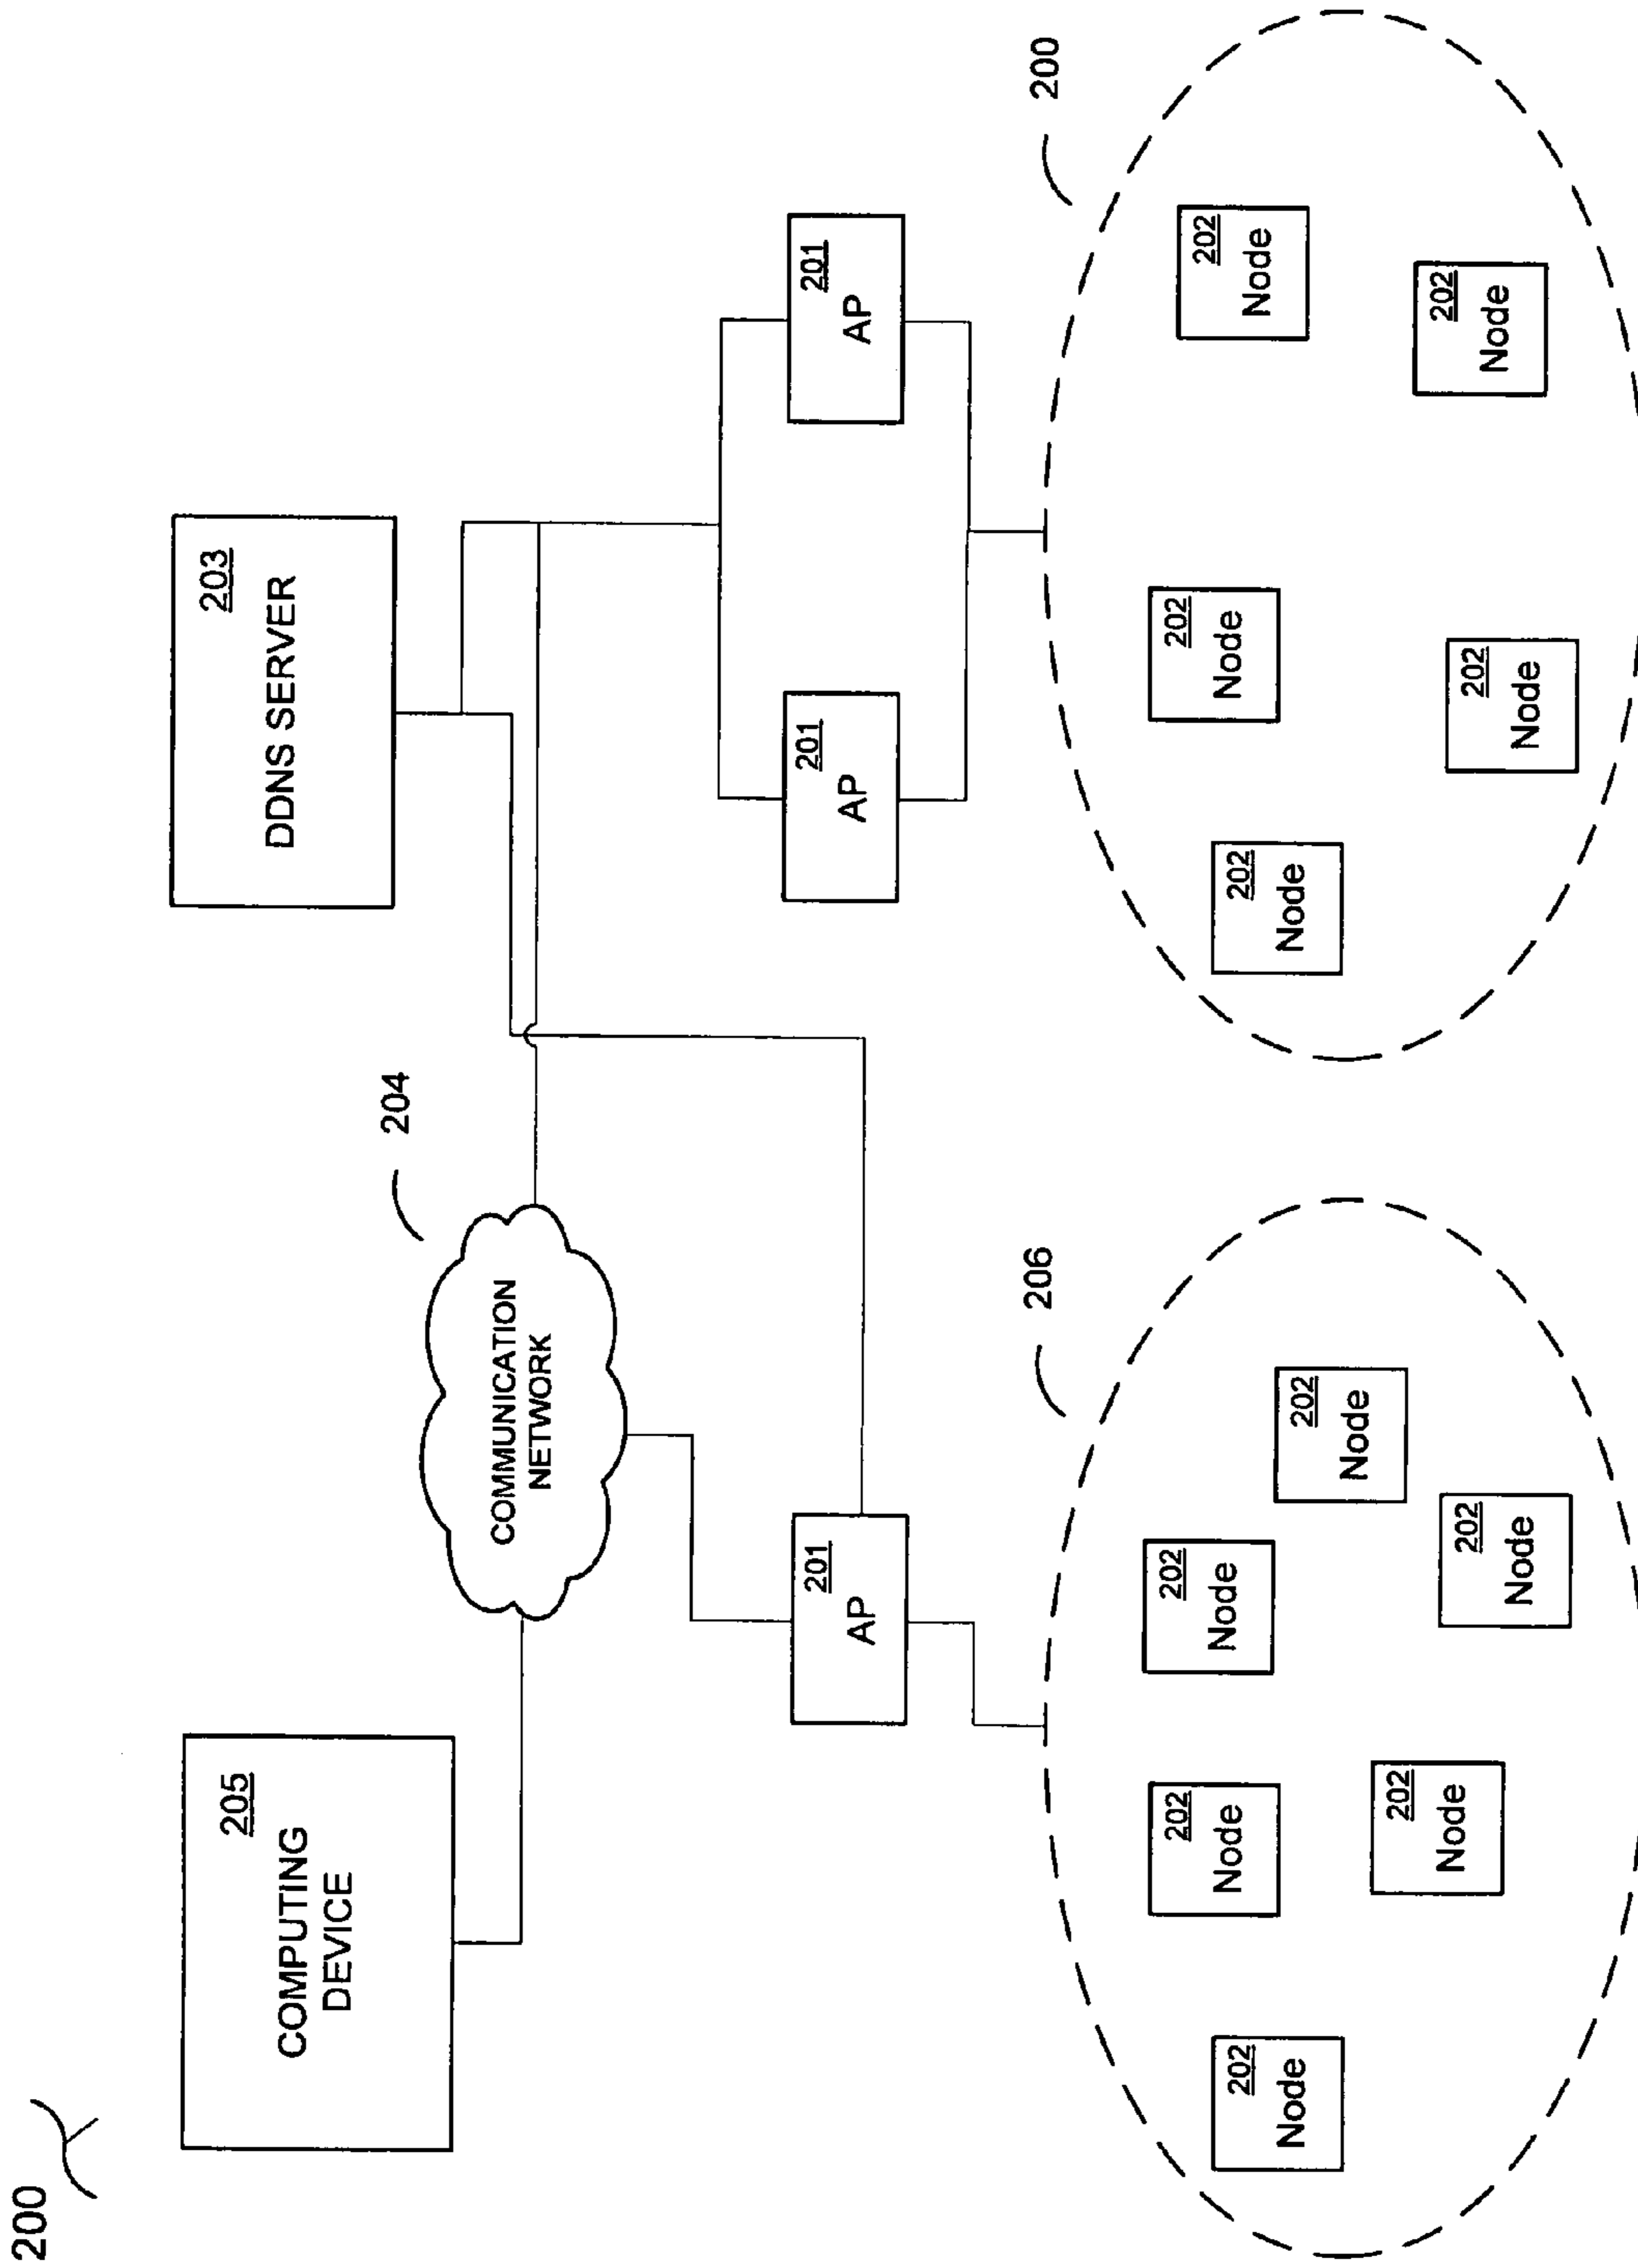 200
205
COMPUTING
DEVICE
203
DDNS SERVER
204
COMMUNICATION
NETWORK
201
AP
201
AP
201
AP
206
200
202
Node
202
Node
202
Node
202
Node
202
Node
202
Node
202
Node
202
Node
202
Node
202
Node
202
Node